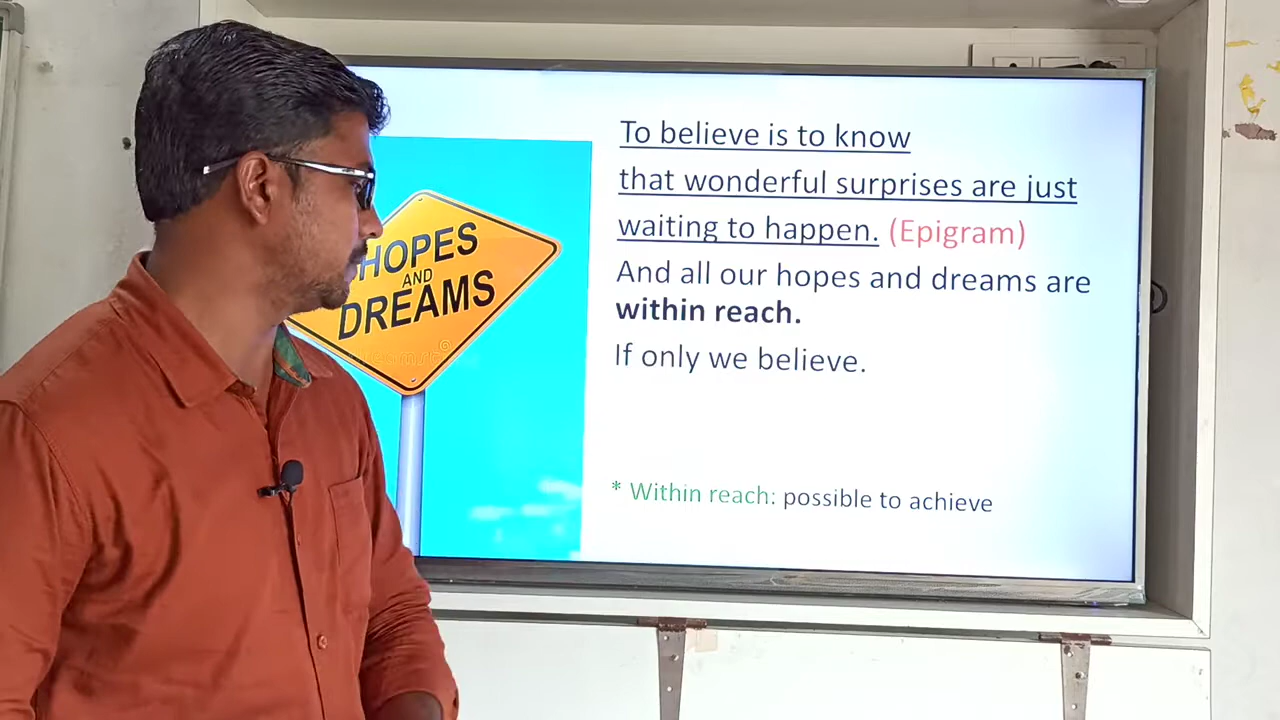 HOPES
AND
DREAMS
To believe is to know
that wonderful surprises are just
waiting to happen. (Epigram)
And all our hopes and dreams are
within reach.
If only we believe.
* Within reach: possible to achieve